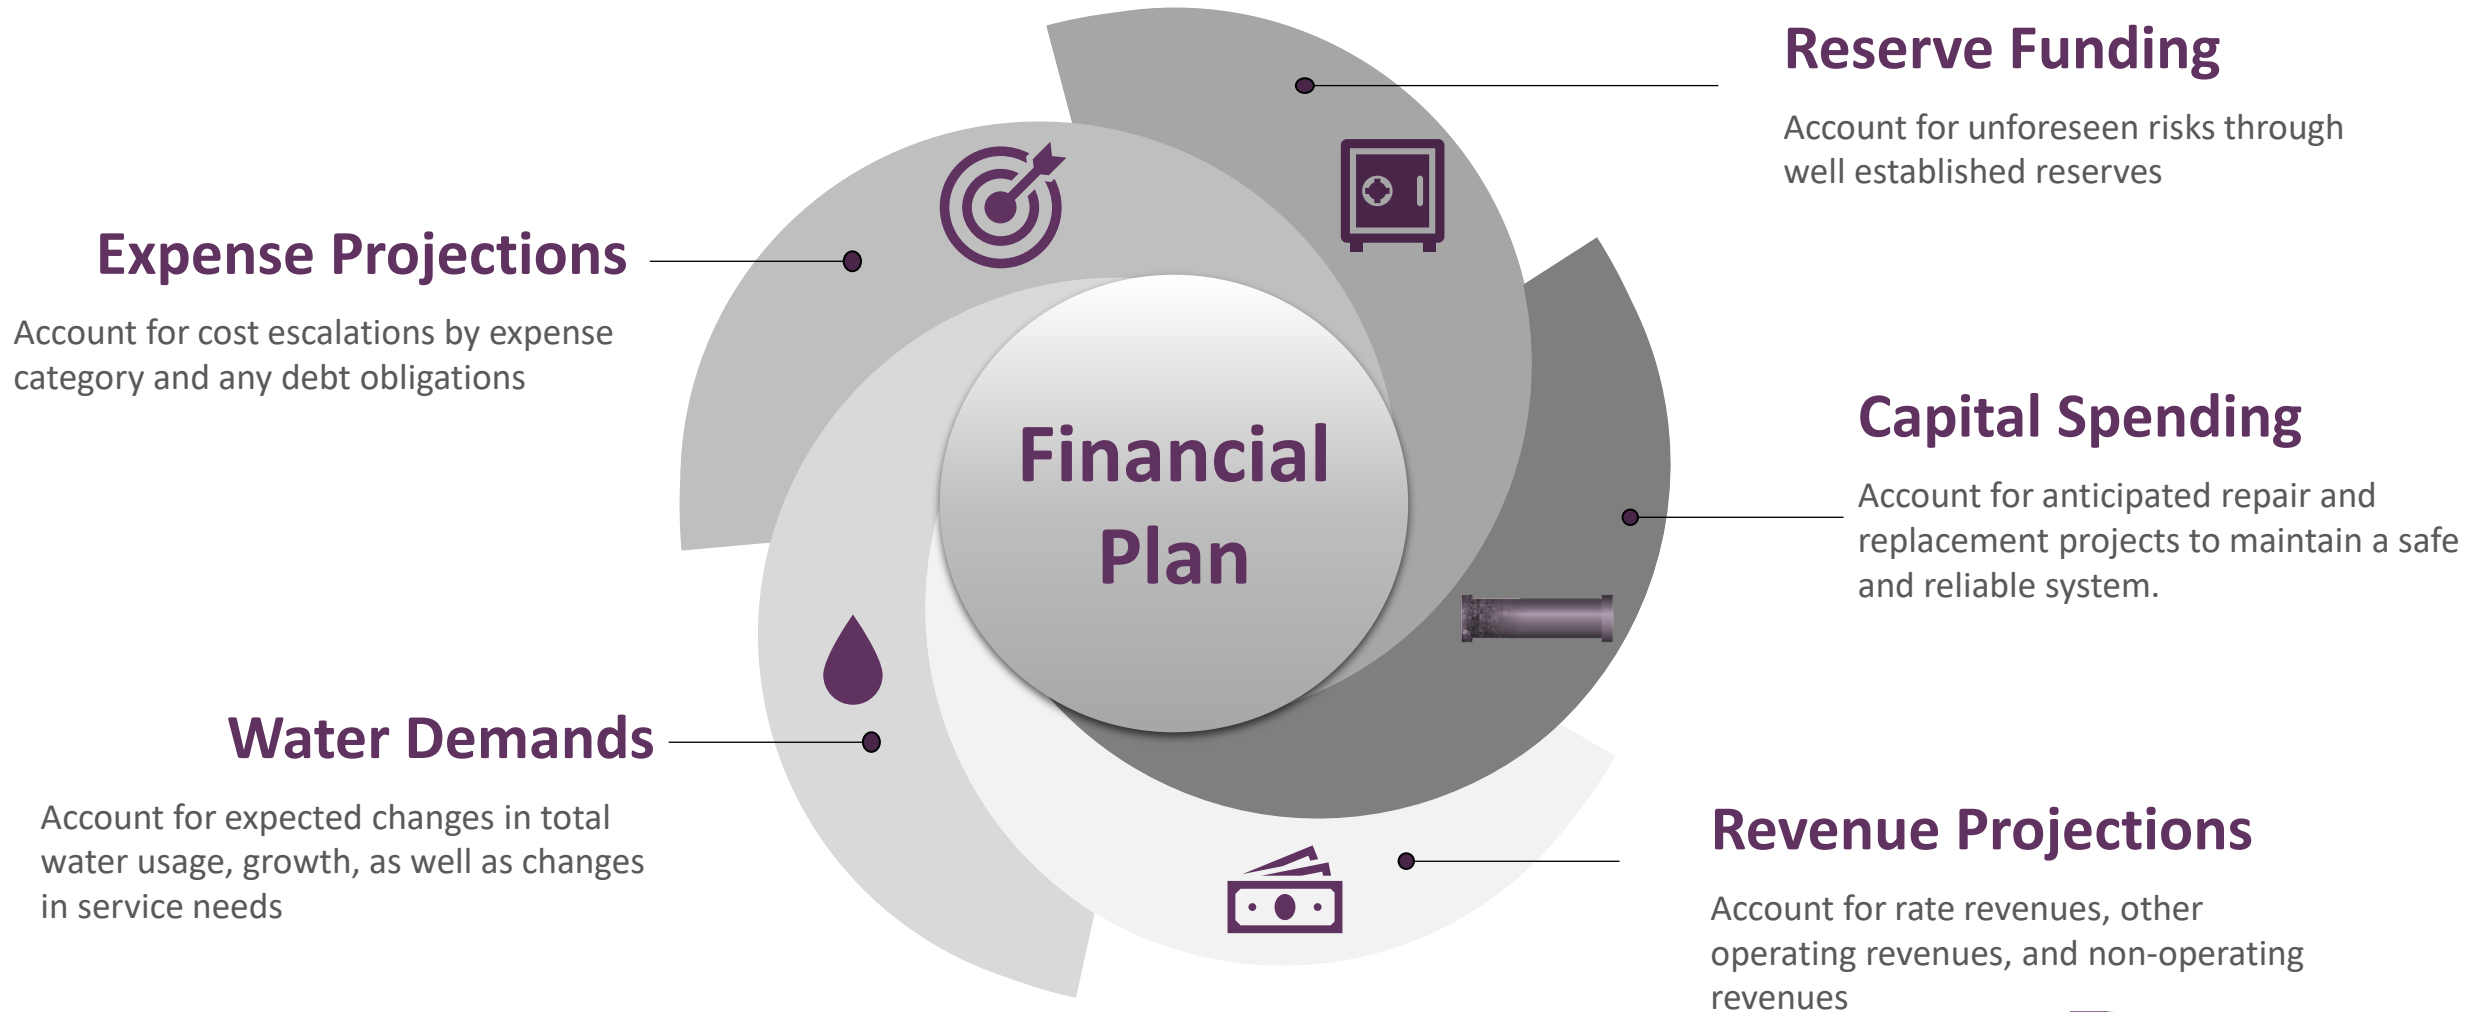 Reserve Funding
Account for unforeseen risks through
well established reserves
Expense Projections
Account for cost escalations by expense
category and any debt obligations
Financial
Plan
Capital Spending
Account for anticipated repair and
replacement projects to maintain a safe
and reliable system.
Water Demands
Account for expected changes in total
water usage, growth, as well as changes
in service needs
Revenue Projections
Account for rate revenues, other
operating revenues, and non-operating
revenues